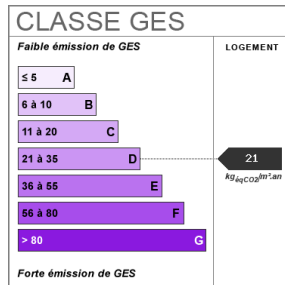 CLASSE GES
Faible émission de GES
LOGEMENT
≤ 5 A
6 à 10 B
11 à 20 C
21 à 35 D
21
kgéqCO2/m².an
36 à 55 E
56 à 80 F
> 80 G
Forte émission de GES